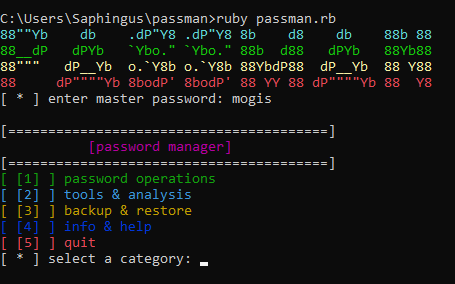 C:\Users\Saphingus\passman>ruby passman.rb
88""Yb    db    .dP"Y8 .dP"Y8 8b    d8    db    88b 88
88__dP   dPYb   `Ybo." `Ybo." 88b  d88   dPYb   88Yb88
88"""   dP__Yb  o.`Y8b o.`Y8b 88YbdP88  dP__Yb  88 Y88
88     dP""""Yb 8bodP' 8bodP' 88 YY 88 dP""""Yb 88  Y8
[ * ] enter master password: mogis
[========================================]
[password manager]
[========================================]
[ [1] ] password operations
[ [2] ] tools & analysis
[ [3] ] backup & restore
[ [4] ] info & help
[ [5] ] quit
[ * ] select a category: _